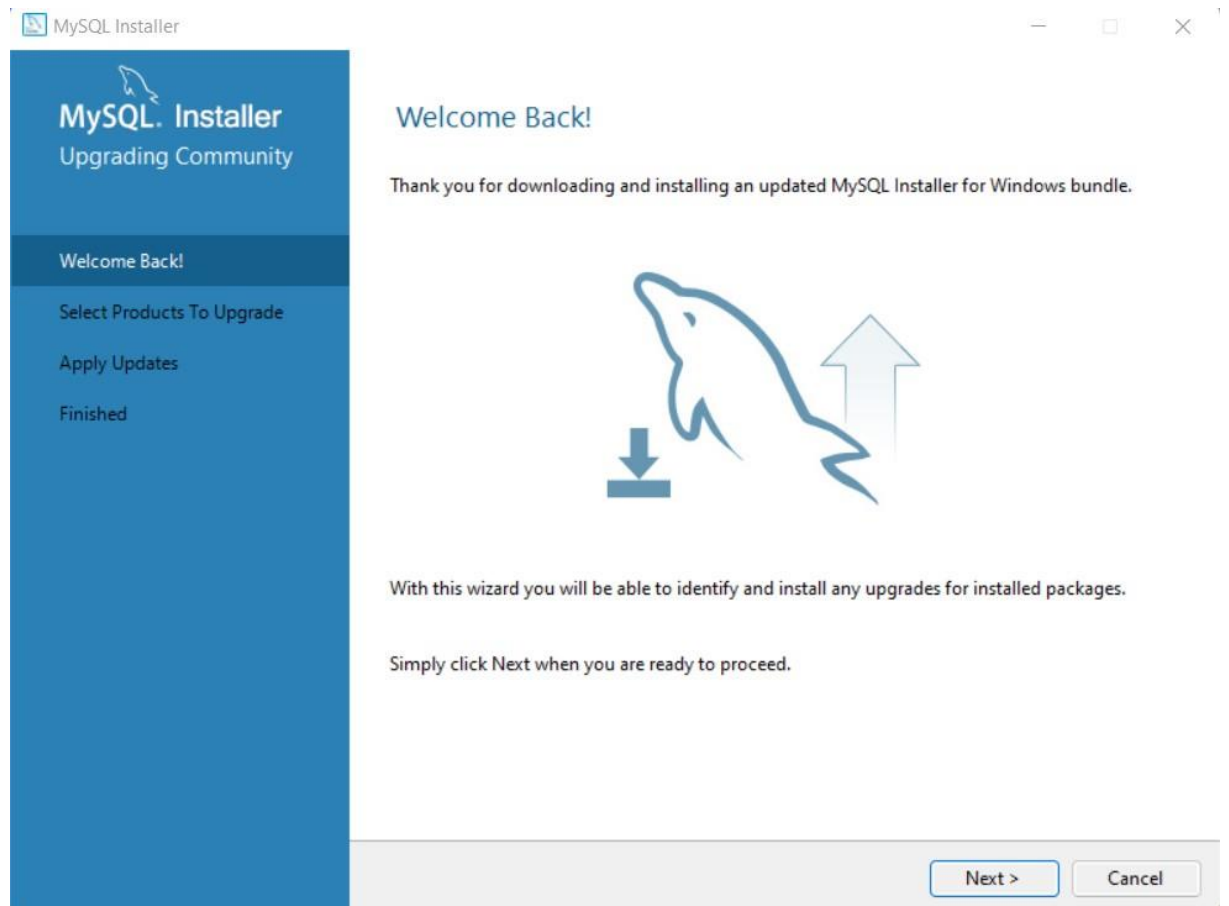 MySQL Installer
MySQL. Installer
Upgrading Community
Welcome Back!
Select Products To Upgrade
Apply Updates
Finished
Welcome Back!
Thank you for downloading and installing an updated MySQL Installer for Windows bundle.
With this wizard you will be able to identify and install any upgrades for installed packages.
Simply click Next when you are ready to proceed.
Next >
Cancel